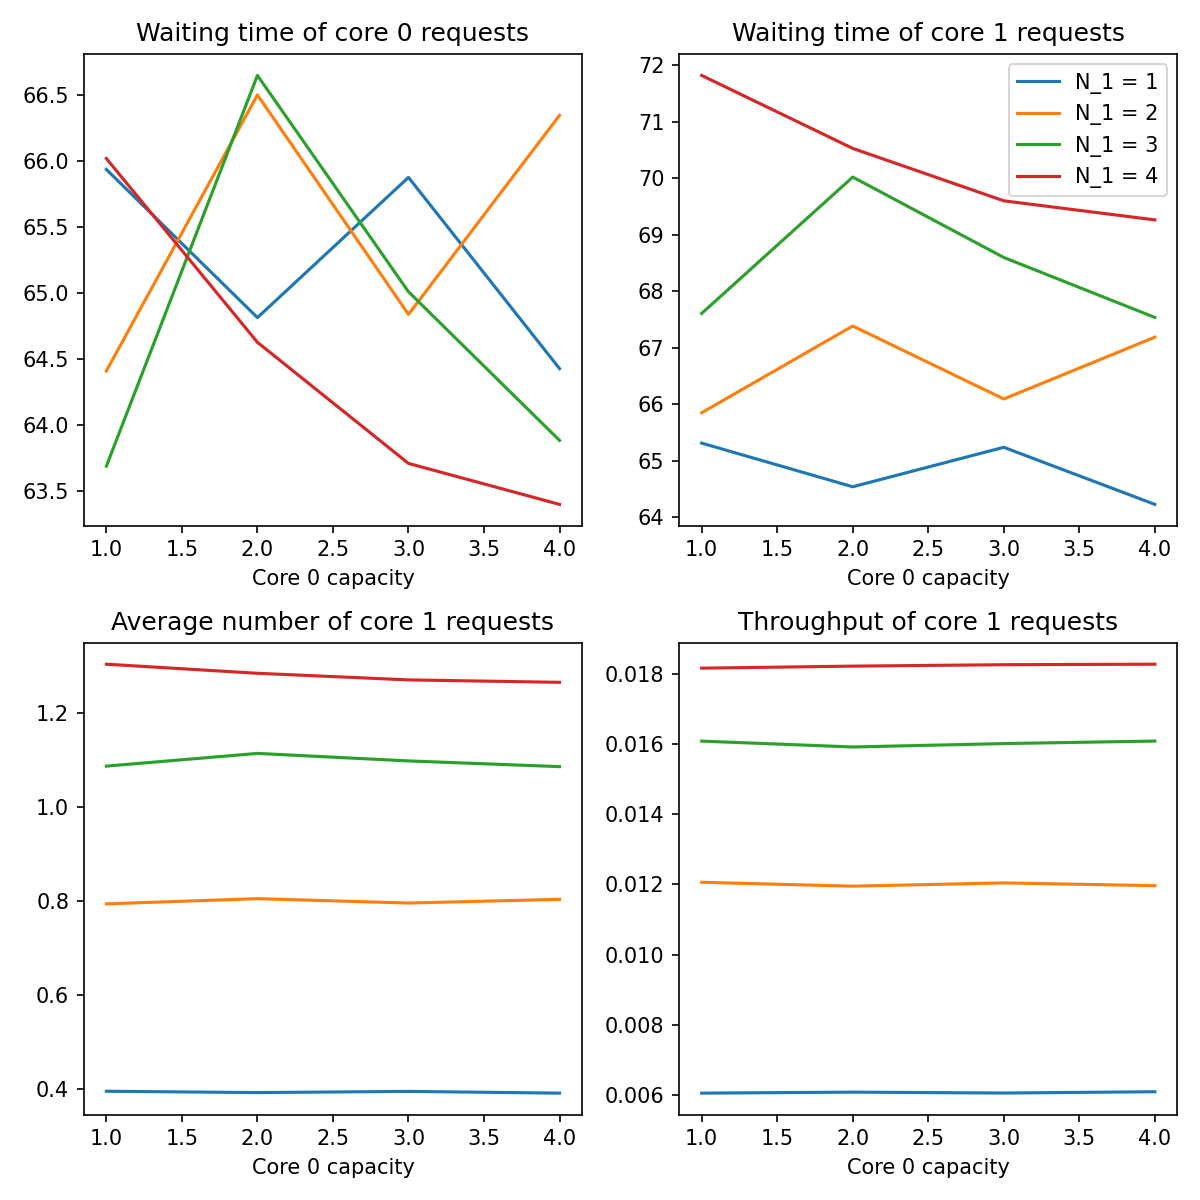 Waiting time of core 0 requests
66.5
66.0
65.5
65.0
64.5
64.0
63.5
1.0 1.5 2.0 2.5 3.0 3.5 4.0
Core 0 capacity
Waiting time of core 1 requests
72
71
70
69
68
67
66
65
64
N_1 = 1
N_1 = 2
N_1 = 3
N_1 = 4
1.0 1.5 2.0 2.5 3.0 3.5 4.0
Core 0 capacity
Average number of core 1 requests
1.2
1.0
0.8
0.6
0.4
1.0 1.5 2.0 2.5 3.0 3.5 4.0
Core 0 capacity
Throughput of core 1 requests
0.018
0.016
0.014
0.012
0.010
0.008
0.006
1.0 1.5 2.0 2.5 3.0 3.5 4.0
Core 0 capacity